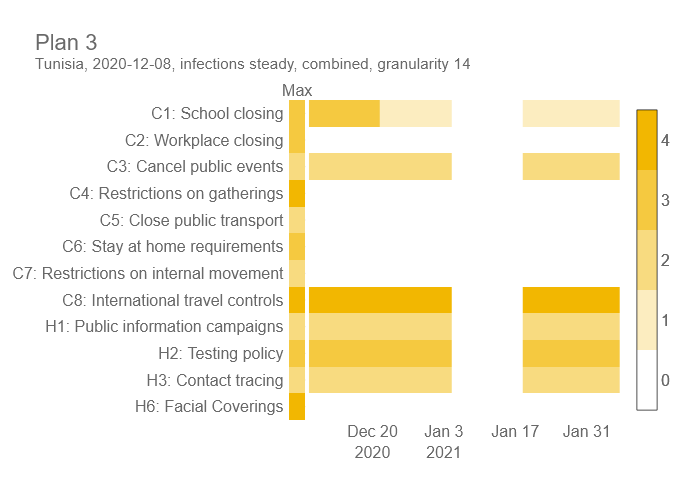 Plan 3
Tunisia, 2020-12-08, infections steady, combined, granularity 14
Max
C1: School closing
C2: Workplace closing
C3: Cancel public events
C4: Restrictions on gatherings
C5: Close public transport
C6: Stay at home requirements
C7: Restrictions on internal movement
C8: International travel controls
H1: Public information campaigns
H2: Testing policy
H3: Contact tracing
H6: Facial Coverings
4
3
2
1
0
Dec 20 Jan 3 Jan 17 Jan 31
2020 2021